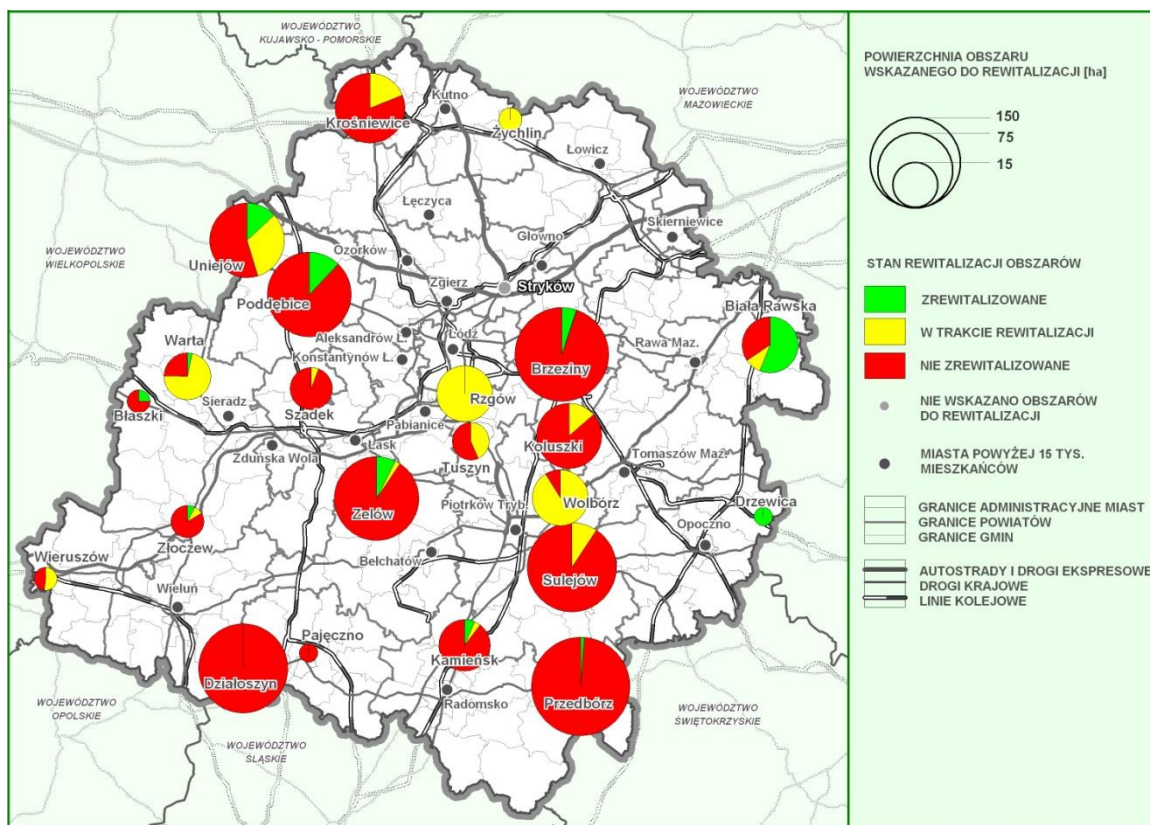 WOJEWÓDZTWO
KUJAWSKO - POMORSKIE
WOJEWÓDZTWO
MAZOWIECKIE
Kutno
Krośniewice
Żychlin
Łowicz
Łęczyca
Skierniewice
WOJEWÓDZTWO
WIELKOPOLSKIE
Ozorków
Głowno
Uniejów
Zgierz
Stryków
Poddębice
Biała Rawska
Warta
Aleksandrów Ł.
Łódź
Konstantynów Ł.
Brzeziny
Rawa Maz.
Błaszki
Sieradz
Szadek
Rzgów
Pabianice
Koluszki
Łask
Tuszyn
Zduńska Wola
Tomaszów Maz.
Zelów
Piotrków Tryb.
Wolbórz
Drzewica
Złoczew
Opoczno
Wieruszów
Bełchatów
Sulejów
Wieluń
Pajęczno
Kamieńsk
Działoszyn
Radomsko
Przedbórz
WOJEWÓDZTWO
OPOLSKIE
WOJEWÓDZTWO
ŚLĄSKIE
WOJEWÓDZTWO
ŚWIĘTOKRZYSKIE
POWIERZCHNIA OBSZARU
WSKAZANEGO DO REWITALIZACJI [ha]
150
75
15
STAN REWITALIZACJI OBSZARÓW
ZREWITALIZOWANE
W TRAKCIE REWITALIZACJI
NIE ZREWITALIZOWANE
NIE WSKAZANO OBSZARÓW
DO REWITALIZACJI
MIASTA POWYŻEJ 15 TYS.
MIESZKAŃCÓW
GRANICE ADMINISTRACYJNE MIAST
GRANICE POWIATÓW
GRANICE GMIN
AUTOSTRADY I DROGI EKSPRESOWE
DROGI KRAJOWE
LINIE KOLEJOWE